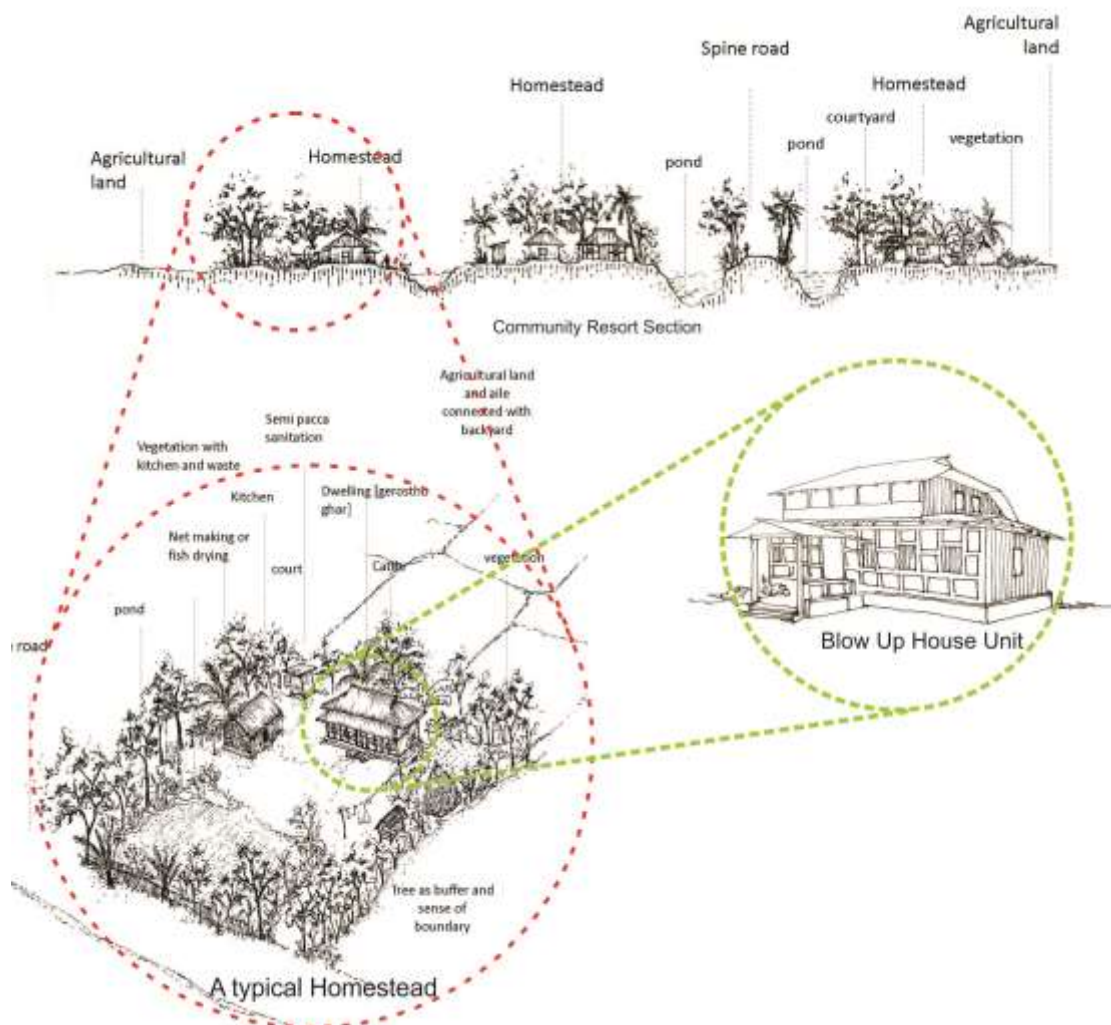 Agricultural
land
Spine road
Homestead
Homestead
courtyard
pond
pond
vegetation
Agricultural
land
Homestead
Community Resort Section
Agricultural land
and aile
connected with
backyard
Semi pacca
sanitation
Vegetation with
kitchen and waste
Kitchen
Dwelling [gerostho
ghar]
Net making or
fish drying
court
vegetation
pond
road
Blow Up House Unit
Tree as buffer and
sense of
boundary
A typical Homestead